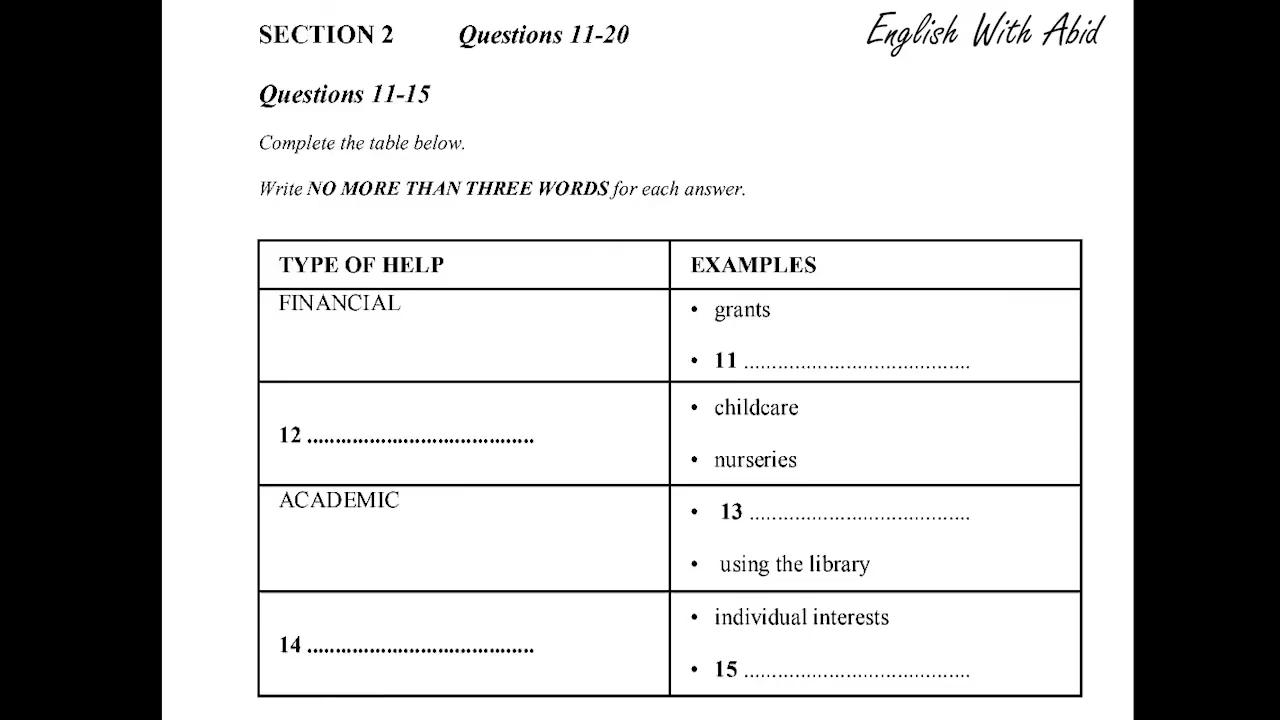 SECTION 2 Questions 11-20 English With Abid
Questions 11-15
Complete the table below.
Write NO MORE THAN THREE WORDS for each answer.
TYPE OF HELP EXAMPLES
FINANCIAL
• grants
• 11 ........................................
12 ........................................
• childcare
• nurseries
ACADEMIC
• 13 .......................................
• using the library
14 ........................................
• individual interests
• 15 ........................................